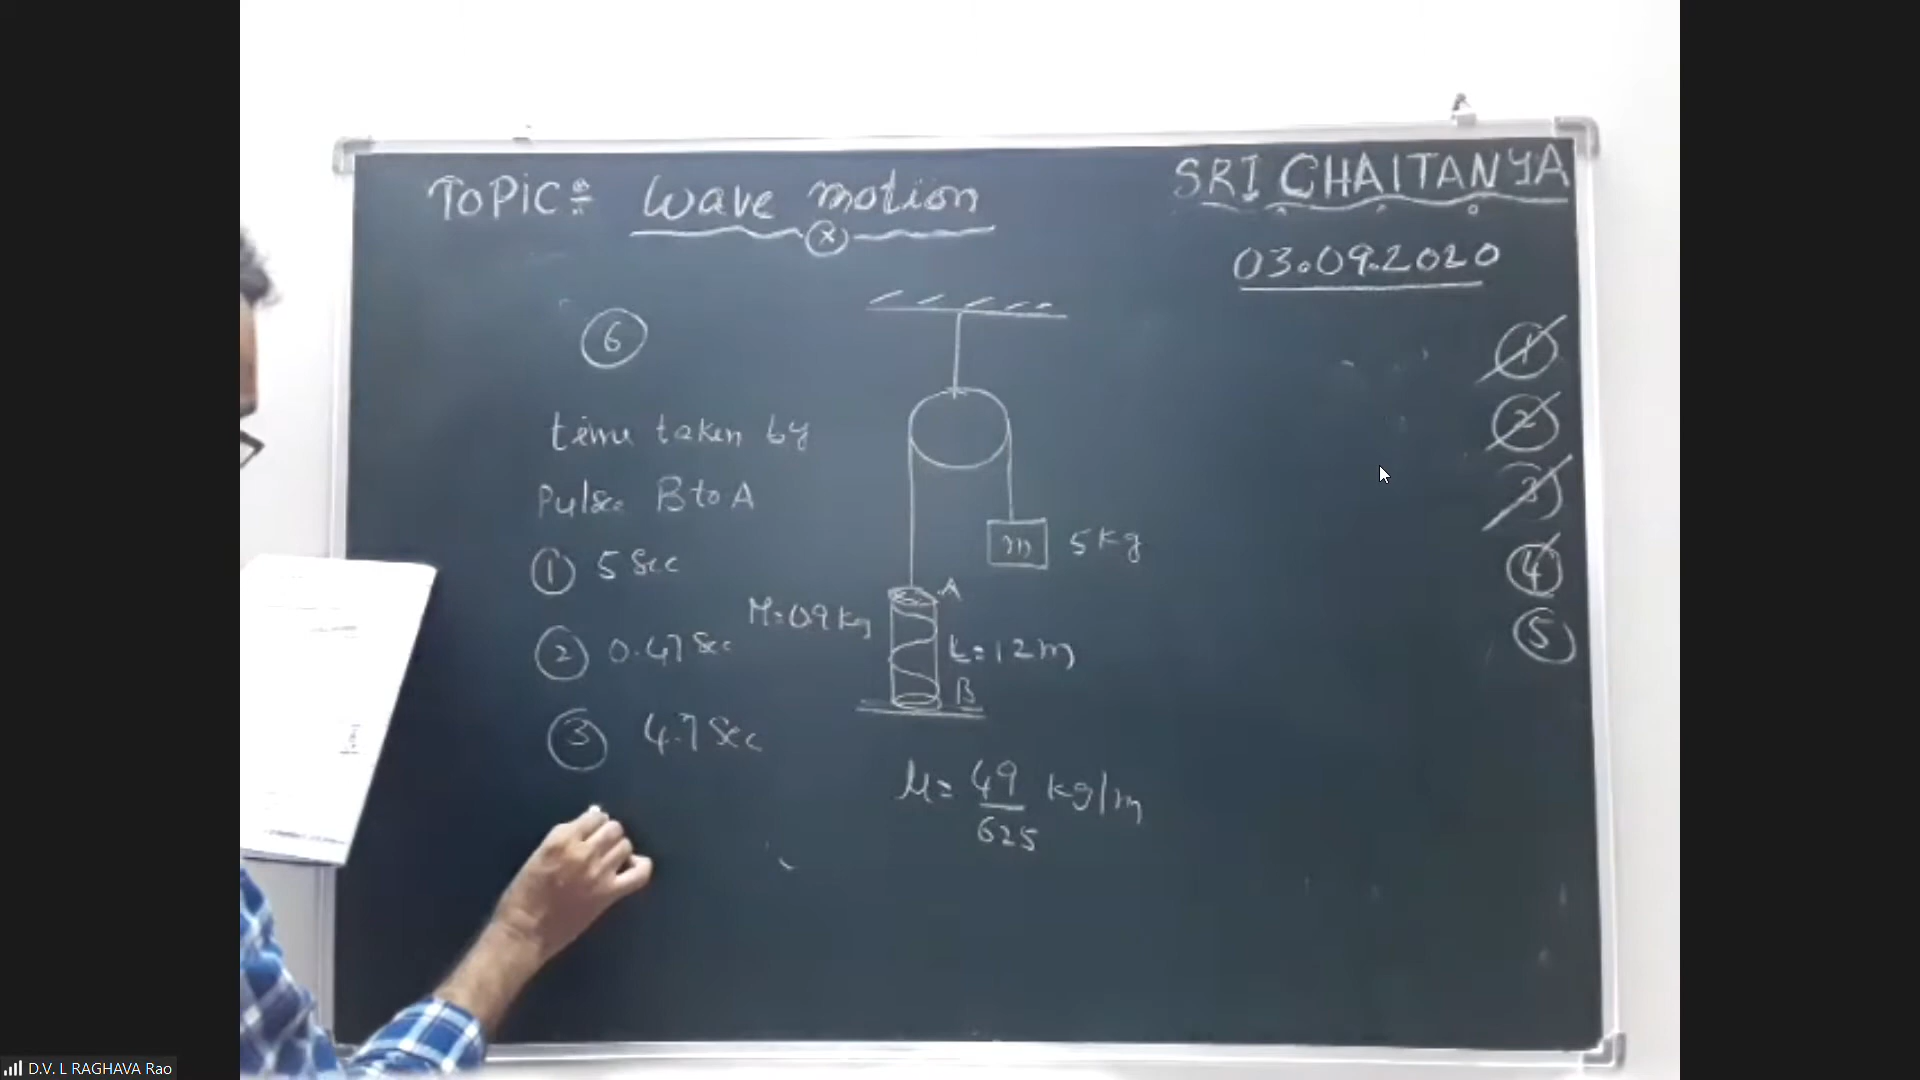 TOPIC:- Wave motion
SRI CHAITANYA
03.09.2020
6
time taken by
Pulse B to A
1 5 Sec
2 0.47 Sec
3 4.7 Sec
m 5 Kg
A
M=0.9 Kg
L=12m
B
μ= 49/625 kg/m
1
2
3
4
5
D.V. L RAGHAVA Rao